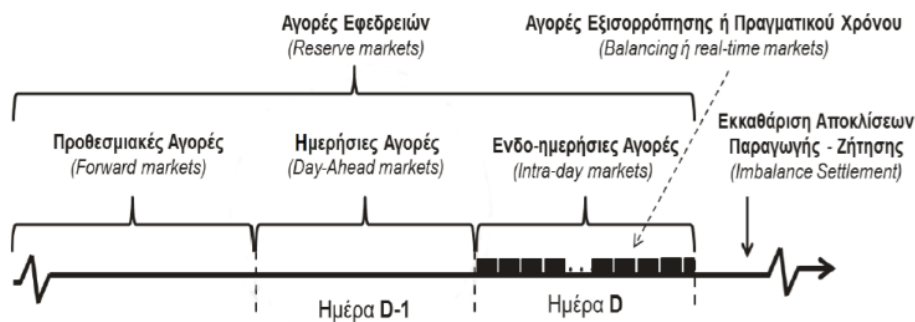 Αγορές Εφεδρειών
(Reserve markets)
Αγορές Εξισορρόπησης ή Πραγματικού Χρόνου
(Balancing ή real-time markets)
Προθεσμιακές Αγορές
(Forward markets)
Ημερήσιες Αγορές
(Day-Ahead markets)
Ενδο-ημερήσιες Αγορές
(Intra-day markets)
Εκκαθάριση Αποκλίσεων
Παραγωγής - Ζήτησης
(Imbalance Settlement)
Ημέρα D-1
Ημέρα D